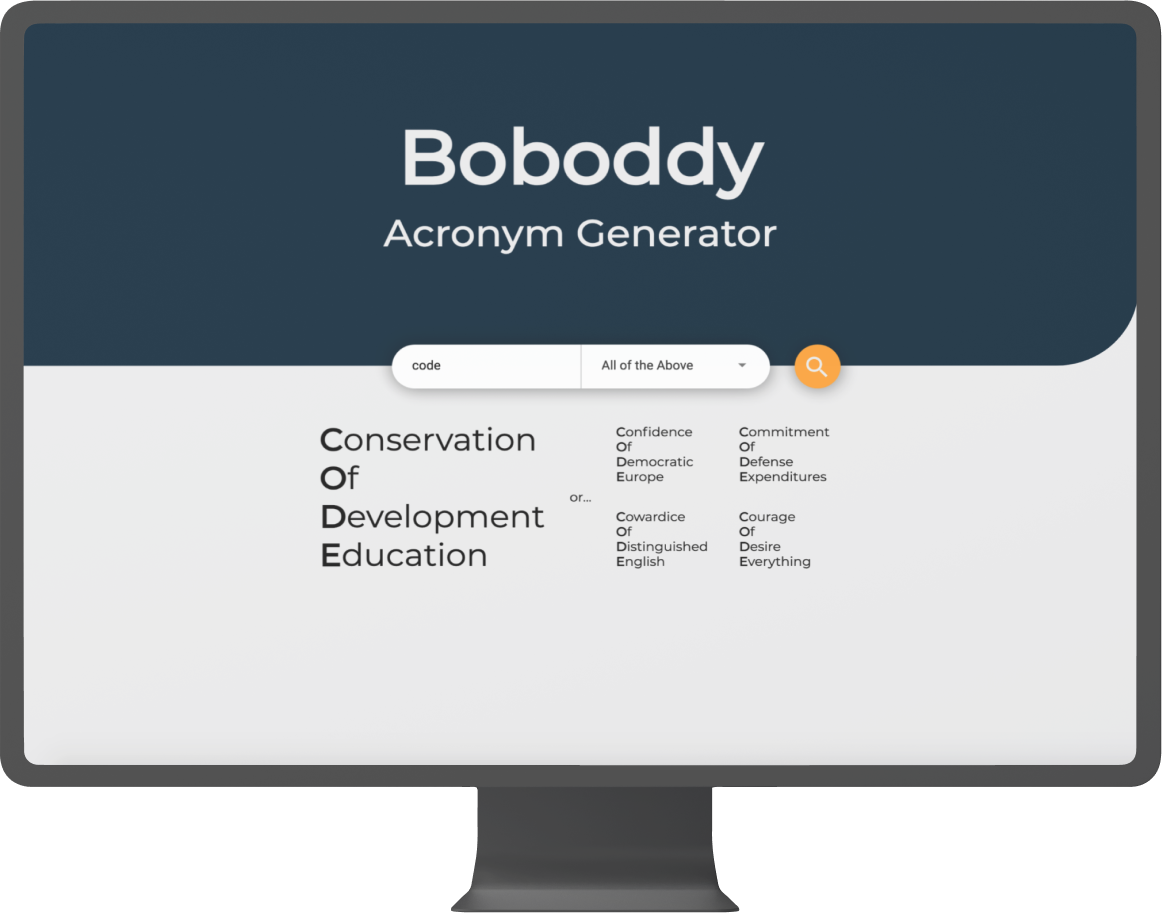 Boboddy
Acronym Generator
code
All of the Above
Conservation
Of
Development
Education
or...
Confidence
Of
Democratic
Europe
Commitment
Of
Defense
Expenditures
Cowardice
Of
Distinguished
English
Courage
Of
Desire
Everything